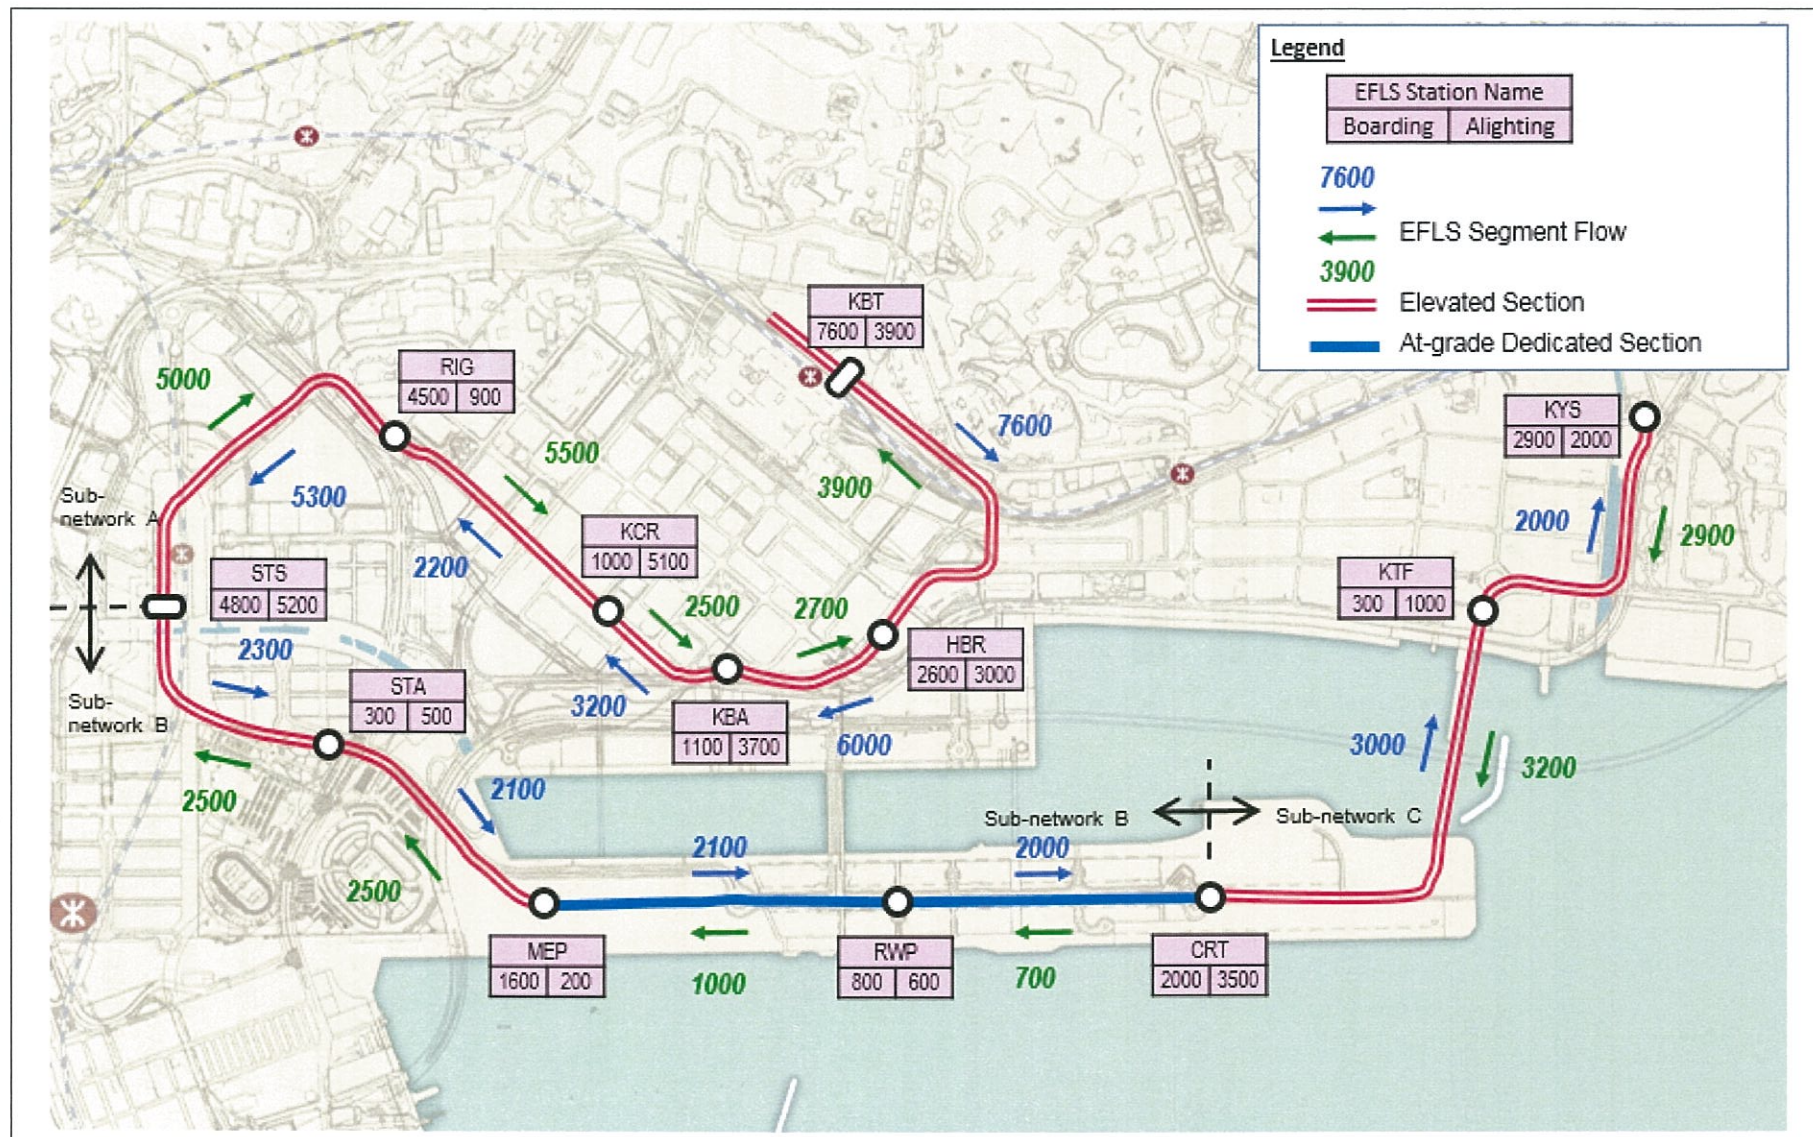 Legend
EFLS Station Name
Boarding Alighting
7600
EFLS Segment Flow
3900
Elevated Section
At-grade Dedicated Section
KBT
7600 3900
RIG
4500 900
5000
5500
7600
3900
5300
KYS
2900 2000
Sub-
network A
2200
KCR
1000 5100
2000
2900
STS
4800 5200
2500
2700
KTF
300 1000
2300
HBR
2600 3000
STA
300 500
Sub-
network B
3200
KBA
1100 3700
6000
3000
3200
2500
2100
Sub-network B
Sub-network C
2100
2000
2500
MEP
1600 200
RWP
800 600
CRT
2000 3500
1000
700